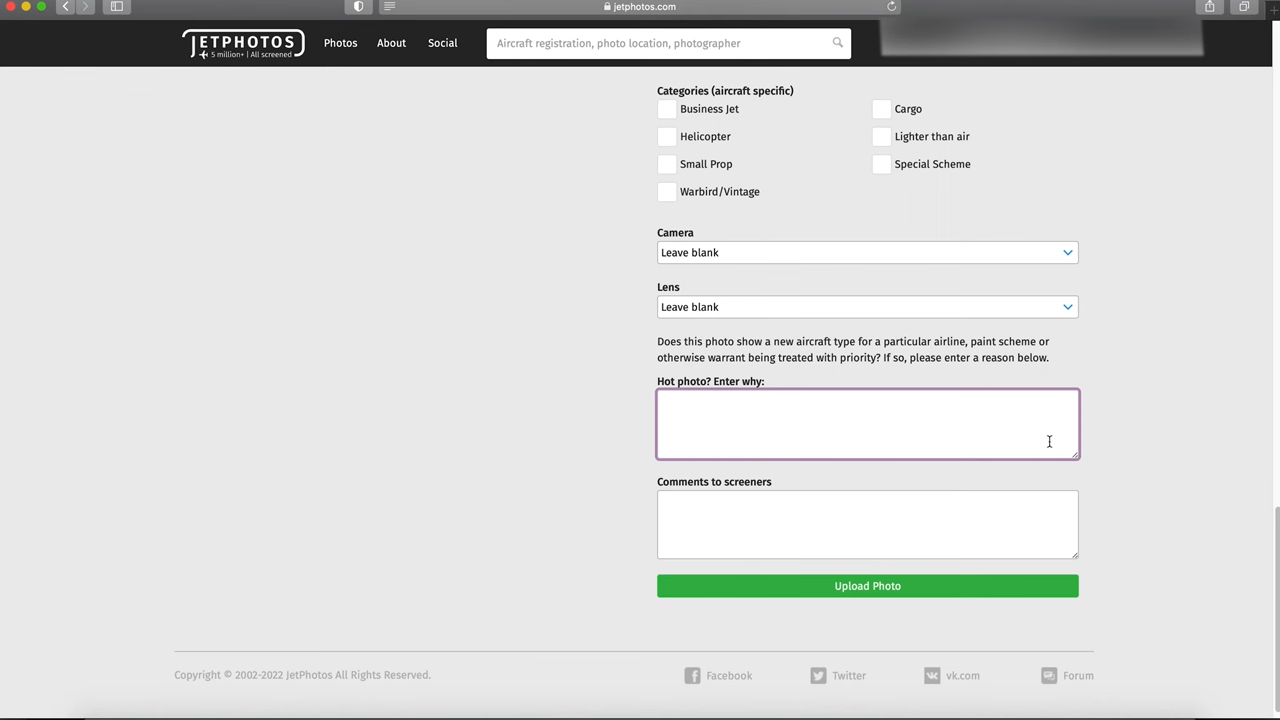 jetphotos.com
JETPHOTOS
5 million+ | All screened
Photos
About
Social
Aircraft registration, photo location, photographer
Categories (aircraft specific)
Business Jet
Cargo
Helicopter
Lighter than air
Small Prop
Special Scheme
Warbird/Vintage
Camera
Leave blank
Lens
Leave blank
Does this photo show a new aircraft type for a particular airline, paint scheme or
otherwise warrant being treated with priority? If so, please enter a reason below.
Hot photo? Enter why:
Comments to screeners
Upload Photo
Copyright © 2002-2022 JetPhotos All Rights Reserved.
Facebook
Twitter
vk.com
Forum